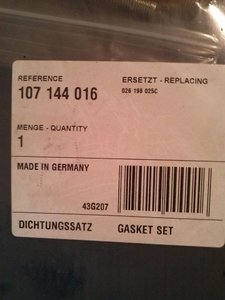 REFERENCE
107 144 016
ERSETZT - REPLACING
026 198 025C
MENGE - QUANTITY
1
MADE IN GERMANY
43G207
DICHTUNGSSATZ GASKET SET